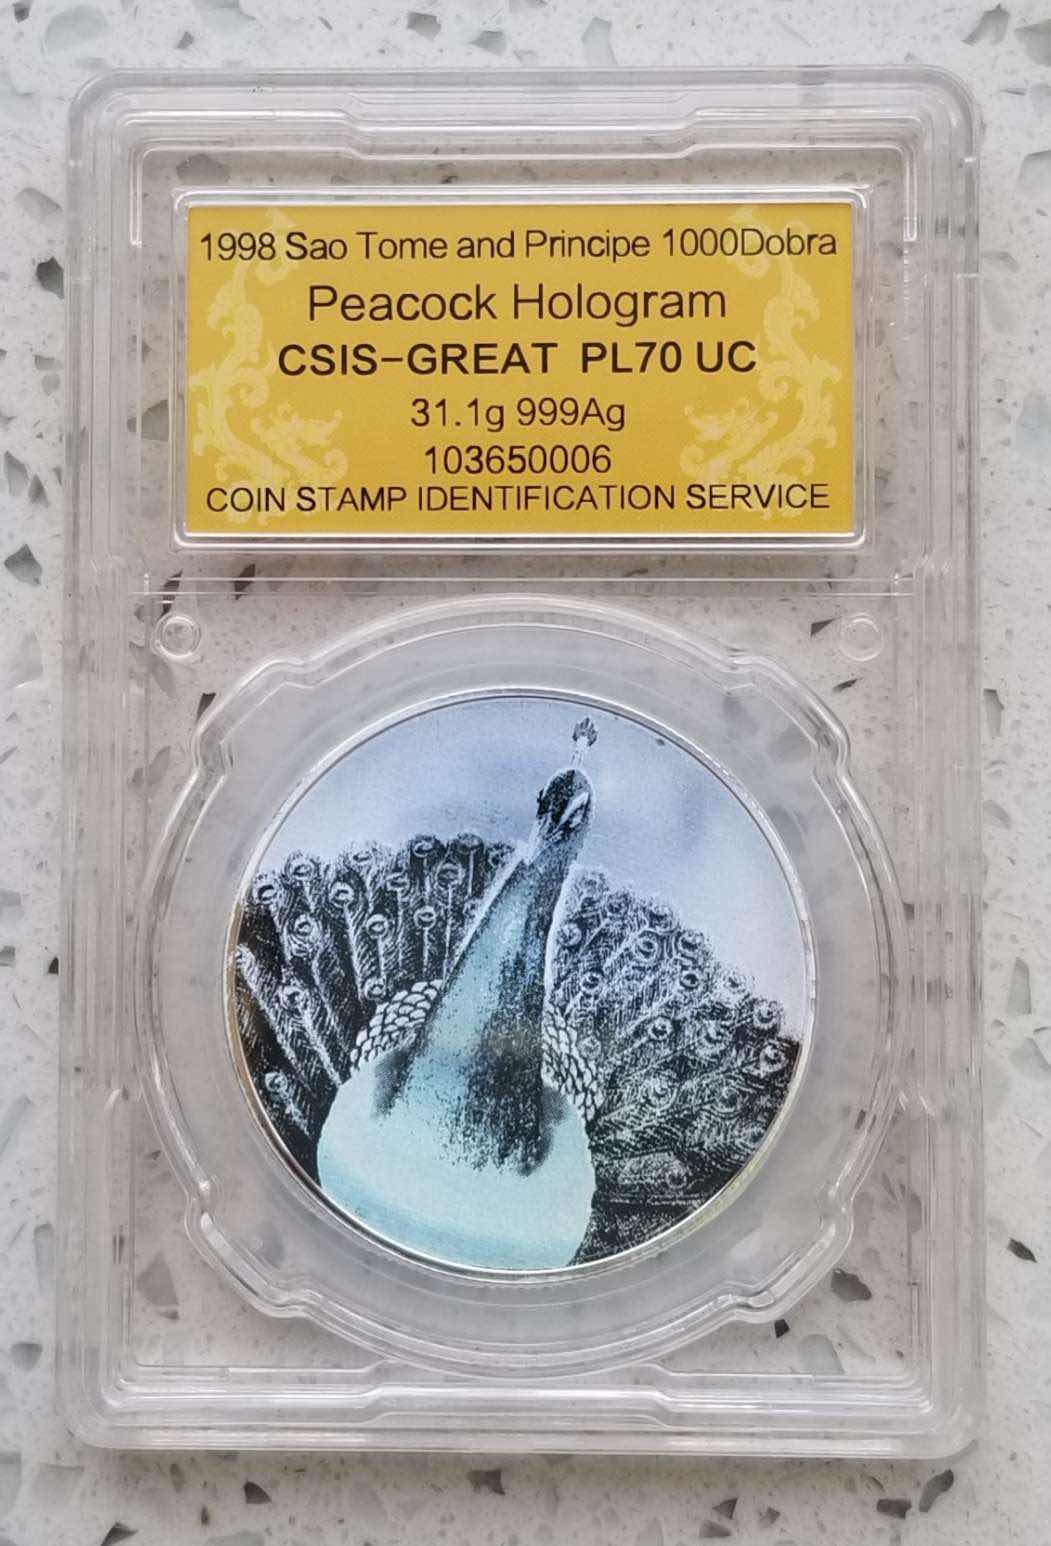 1998 Sao Tome and Principe 1000Dobra
Peacock Hologram
CSIS-GREAT PL70 UC
31.1g 999Ag
103650006
COIN STAMP IDENTIFICATION SERVICE